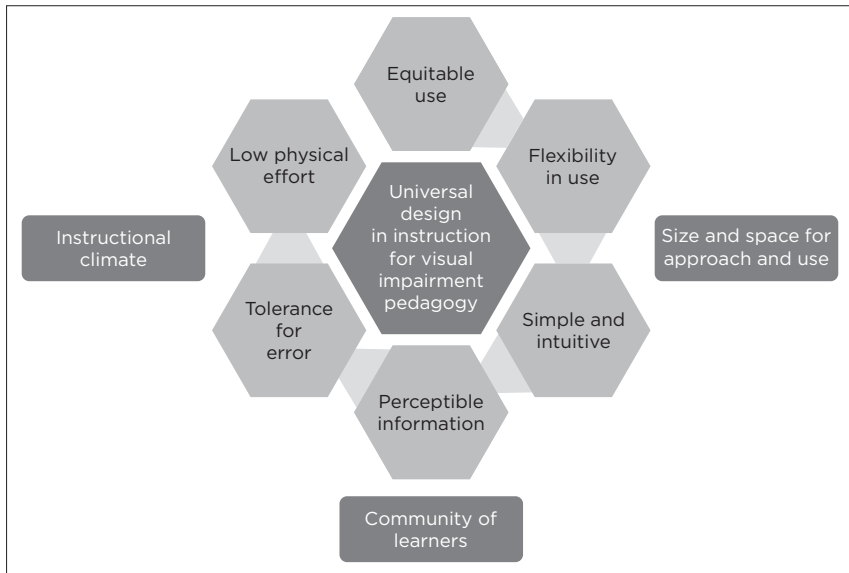 Equitable
use
Low physical
effort
Flexibility
in use
Universal
design
in instruction
for visual
impairment
pedagogy
Instructional
climate
Size and space for
approach and use
Tolerance
for
error
Simple and
intuitive
Perceptible
information
Community of
learners